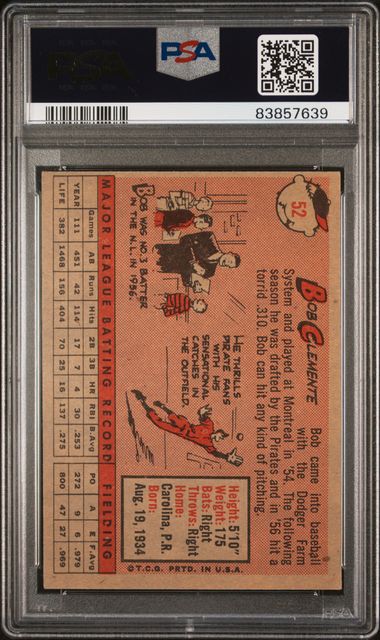 PSA
PSA
83857639
52
BOB CLEMENTE
Bob came into baseball
with the Dodger Farm
System and played at Montreal in '54. The following
season he was drafted by the Pirates and in '56 hit a
torrid .310. Bob can hit any kind of pitching.
BOB WAS NO.3 BATTER
IN THE N.L. IN
1956.
HE THRILLS
PIRATE FANS
WITH HIS
SENSATIONAL
CATCHES IN
THE OUTFIELD.
Height: 5'10"
Weight: 175
Bats: Right
Throws: Right
Home:
Carolina, P.R.
Born:
Aug. 19, 1934
©T.C.G. PRTD. IN U.S.A.
MAJOR LEAGUE BATTING RECORD FIELDING
Games AB Runs Hits 2B 3B HR RBI B.Avg PO A E F.Avg
YEAR 111 451 42 114 17 7 4 30 .253 272 9 6 .979
LIFE 382 1468 156 404 70 25 16 137 .275 800 47 27 .969